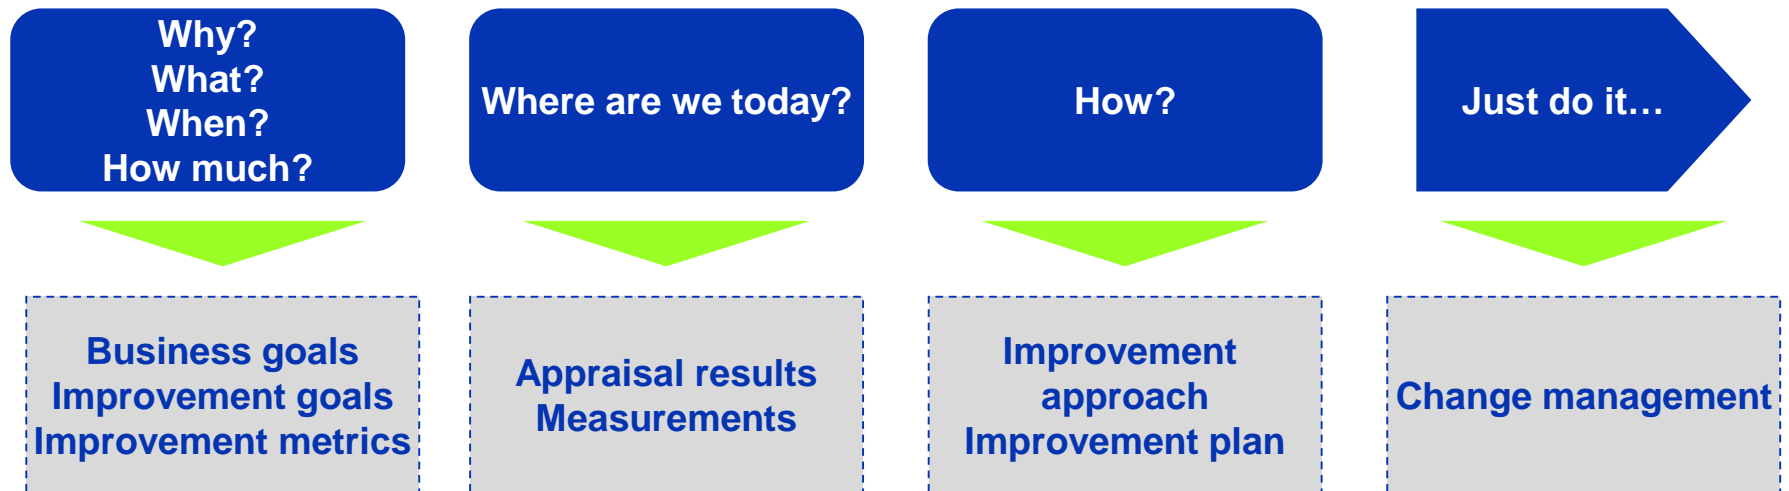 Why?
What?
When?
How much?
Where are we today?
How?
Just do it…
Business goals
Improvement goals
Improvement metrics
Appraisal results
Measurements
Improvement
approach
Improvement plan
Change management